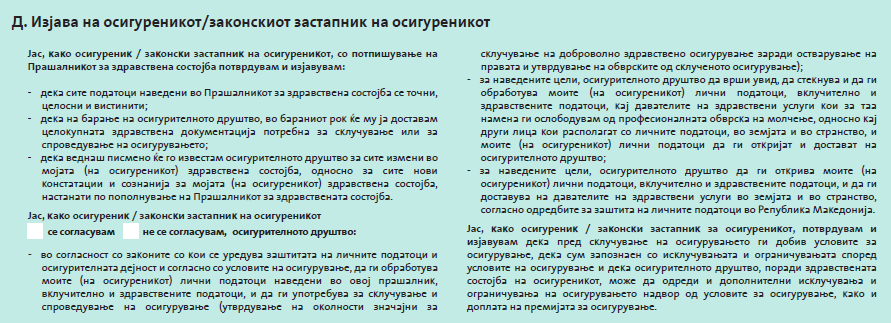 Д. Изјава на осигуреникот/законскиот застапник на осигуреникот
Јас, како осигуреник / законски застапник на осигуреникот, со потпишување на
Прашалникот за здравствена состојба потврдувам и изјавувам:
- дека сите податоци наведени во Прашалникот за здравствена состојба се точни,
целосни и вистинити;
- дека на барање на осигурителното друштво, во бараниот рок ќе му ја доставам
целокупната здравствена документација потребна за склучување или за
спроведување на осигурувањето;
- дека веднаш писмено ќе го известам осигурителното друштво за сите измени во
мојата (на осигуреникот) здравствена состојба, односно за сите нови
Констатации и сознанија за мојата (на осигуреникот) здравствена состојба,
настанати по пополнување на Прашалникот за здравствената состојба.
Јас, како осигуреник / законски застапник на осигуреникот
се согласувам не се согласувам, осигурителното друштво:
- во согласност со законите со кои се уредува заштитата на личните податоци и
осигурителната дејност и согласно со условите на осигурување, да ги обработува
моите (на осигуреникот) лични податоци наведени во овој прашалник,
вклучително и здравствените податоци, и да ги употребува за склучување и
спроведување на осигурување (утврдување на околности значајни за
склучување на доброволно здравствено осигурување заради остварување на
правата и утврдување на обврските од склученото осигурување);
- за наведените цели, осигурителното друштво да врши увид, да стекнува и да ги
обработува моите (на осигуреникот) лични податоци, вклучително и
здравствените податоци, кај давателите на здравствени услуги кои за таа
намена ги ослободувам од професионалната обврска на молчење, односно кај
други лица кои располагаат со личните податоци, во земјата и во странство, и
моите (на осигуреникот) лични податоци да ги откријат и достават на
осигурителното друштво;
- за наведените цели, осигурителното друштво да ги открива моите (на
осигуреникот) лични податоци, вклучително и здравствените податоци, и да ги
доставува на давателите на здравствени услуги во земјата и во странство,
согласно одредбите за заштита на личните податоци во Република Македонија.
Јас, како осигуреник / законски застапник за осигуреникот, потврдувам и
изјавувам дека пред склучување на осигурувањето ги добив условите за
осигурување, дека сум запознаен со исклучувањата и ограничувањата според
условите на осигурување и дека осигурителното друштво, поради здравствената
состојба на осигуреникот, може да одреди и дополнителни исклучувања и
ограничувања на осигурувањето надвор од условите за осигурување, како и
доплата на премијата за осигурување.